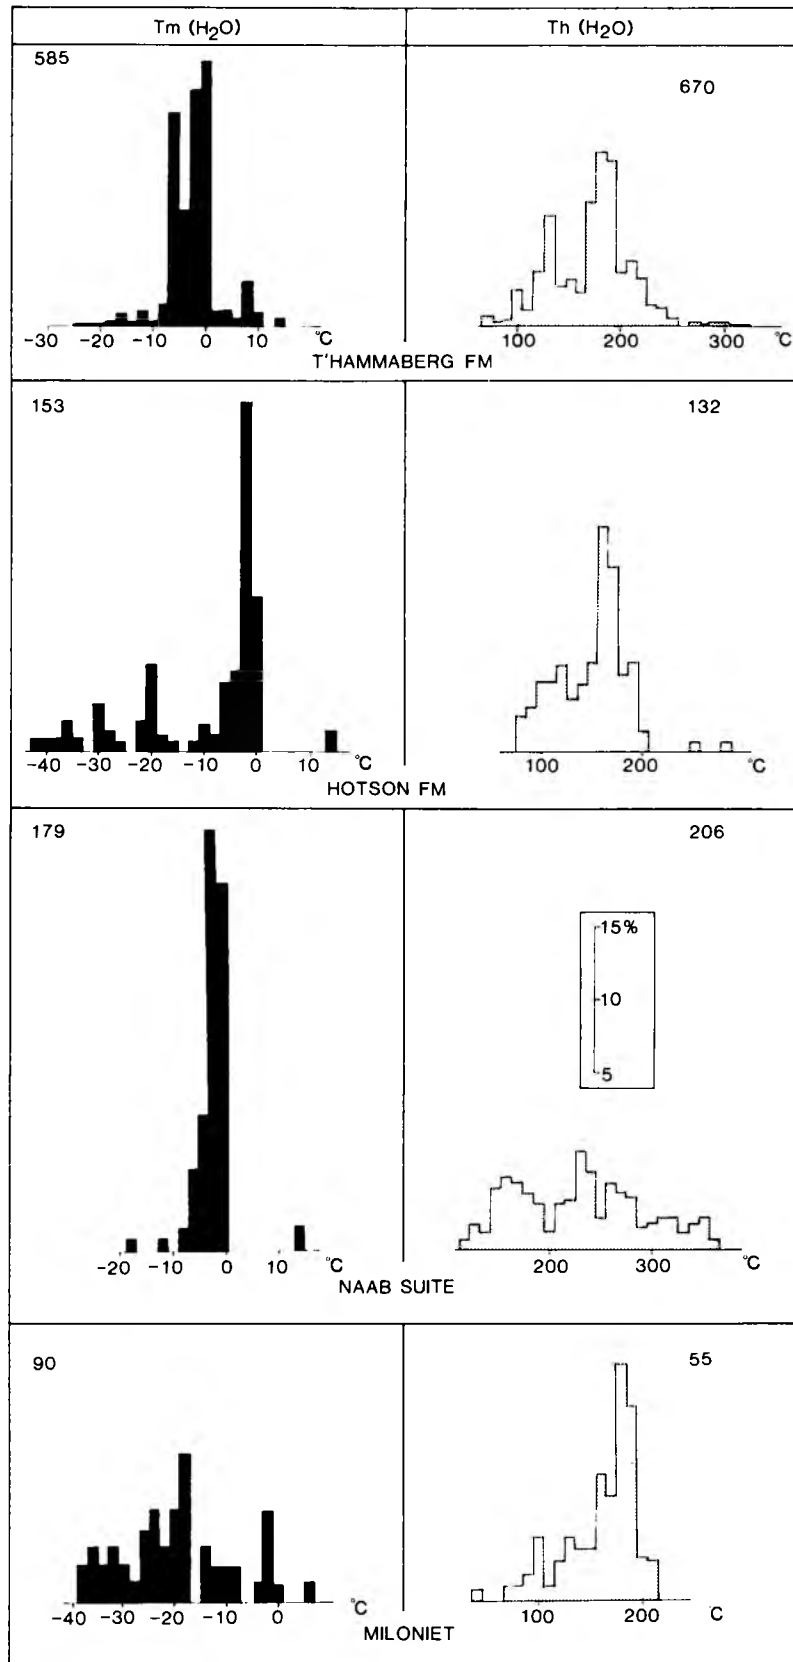 Tm (H2O) Th (H2O)
585 670
-30 -20 -10 0 10 °C 100 200 300 °C
T'HAMMABERG FM
153 132
-40 -30 -20 -10 0 10 °C 100 200 °C
HOTSON FM
179 206
15%
10
5
-20 -10 0 10 °C 200 300 °C
NAAB SUITE
90 55
-40 -30 -20 -10 0 °C 100 200 °C
MILONIET